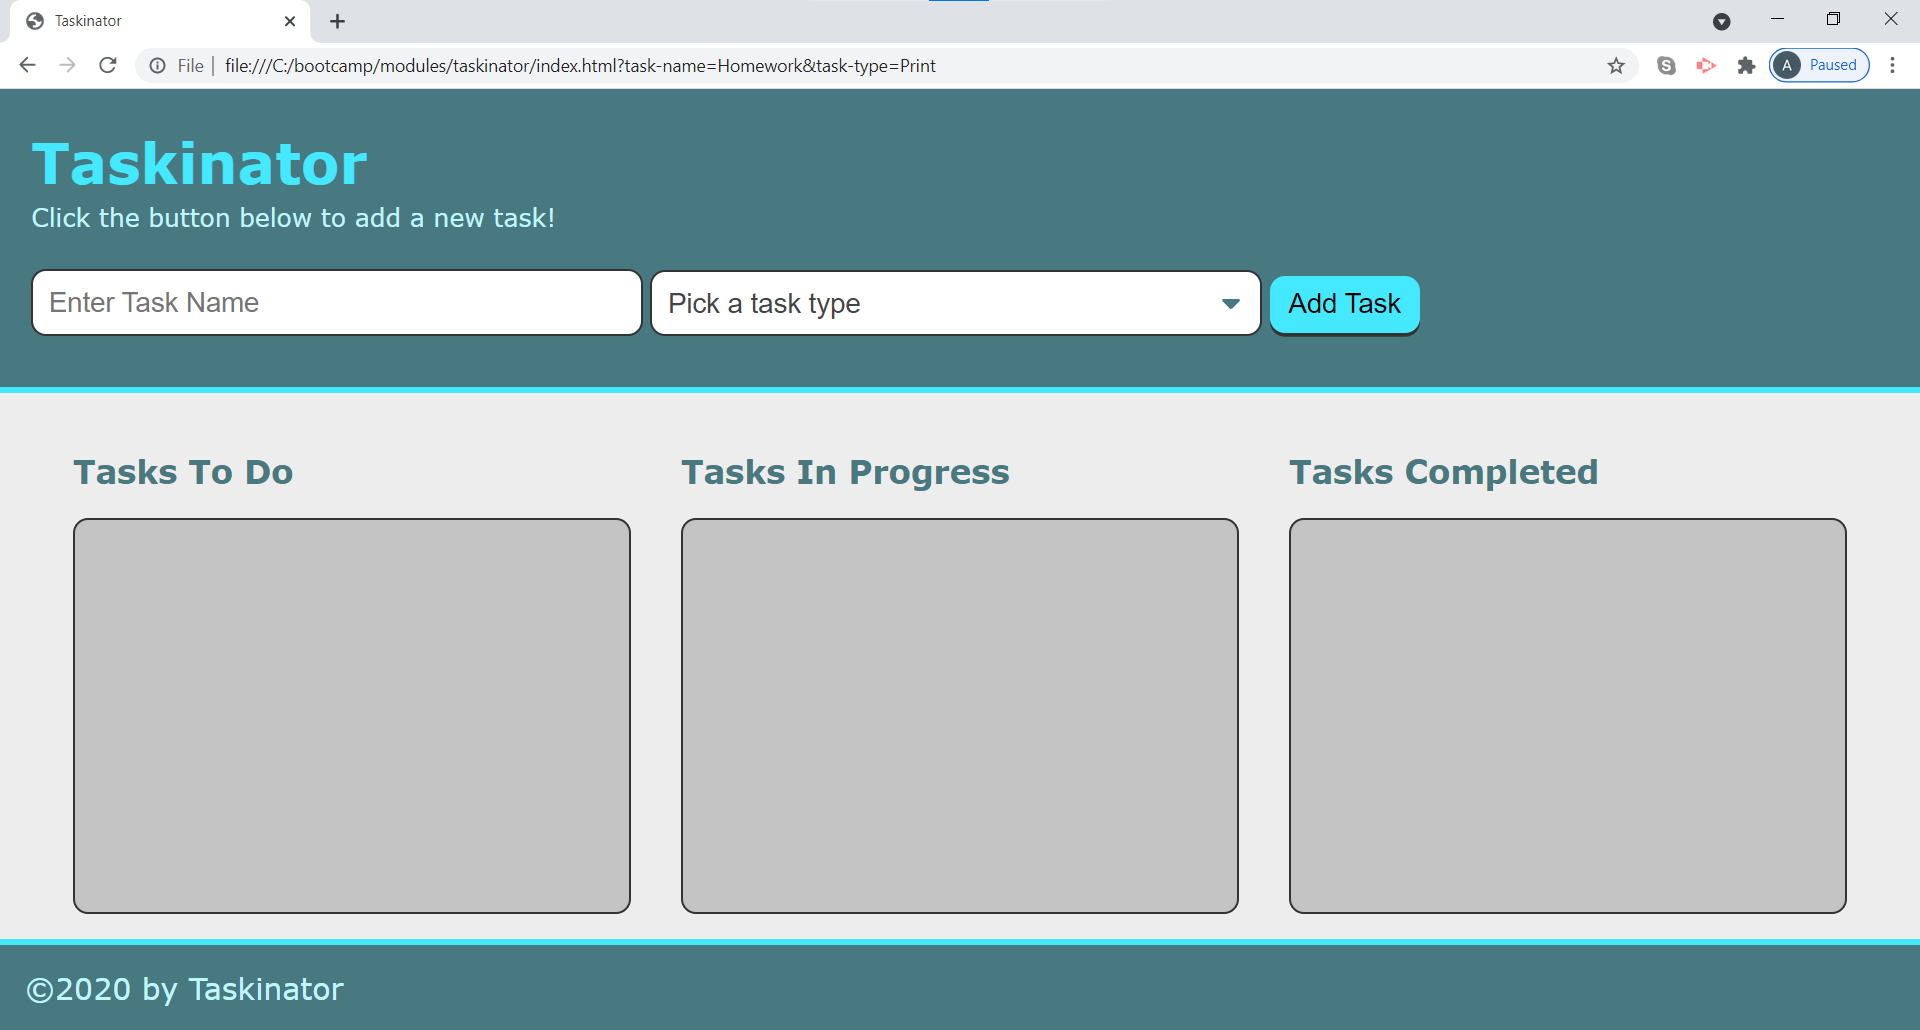 Taskinator
File | file:///C:/bootcamp/modules/taskinator/index.html?task-name=Homework&task-type=Print
A Paused
Taskinator
Click the button below to add a new task!
Enter Task Name Pick a task type Add Task
Tasks To Do Tasks In Progress Tasks Completed
©2020 by Taskinator